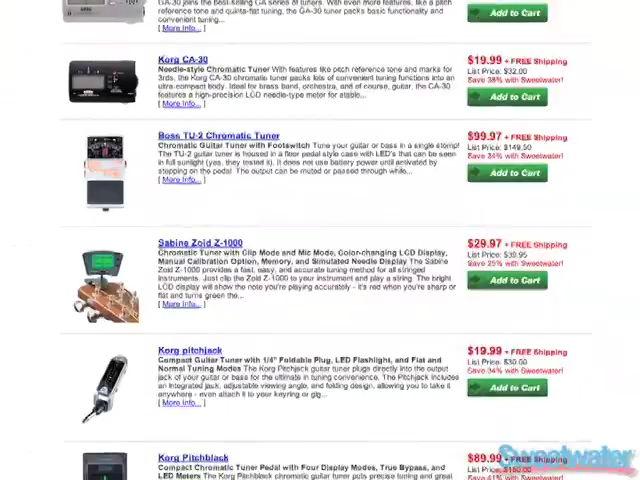 GA-30 joins the best-selling GA series of tuners. With even more features, like a pitch
reference tone and quints-flat tuning, the GA-30 tuner packs basic functionality and
convenient tuning...
[ More Info... ]
Add to Cart
Korg CA-30
Needle-style Chromatic Tuner With features like pitch reference tone and marks for
3rds, the Korg CA-30 chromatic tuner packs lots of convenient tuning functions into an
ultra-compact body. Ideal for brass band, orchestra, and of course, guitar, the CA-30
features a high-precision LCD needle-type meter for stable...
[ More Info... ]
$19.99 + FREE Shipping
List Price: $32.00
Save 38% with Sweetwater!
Add to Cart
Boss TU-2 Chromatic Tuner
Chromatic Guitar Tuner with Footswitch Tune your guitar or bass in a single stomp!
The TU-2 guitar tuner is housed in a floor pedal style case with LED's that can be seen
in full sunlight (yes, they tested it). It does not use battery power until activated by
stepping on the pedal. The output can be muted or passed through while...
[ More Info... ]
$99.97 + FREE Shipping
List Price: $149.50
Save 34% with Sweetwater!
Add to Cart
Sabine Zoid Z-1000
Chromatic Tuner with Clip Mode and Mic Mode, Color-changing LCD Display,
Manual Calibration Option, Memory, and Simulated Needle Display The Sabine
Zoid Z-1000 provides a fast, easy, and accurate tuning method for all stringed
instruments. Just clip the Zoid Z-1000 to your instrument and play a string. The bright
LCD display will show the note you're playing accurately - it's red when you're sharp or
flat and turns green the...
[ More Info... ]
$29.97 + FREE Shipping
List Price: $39.95
Save 25% with Sweetwater!
Add to Cart
Korg pitchjack
Compact Guitar Tuner with 1/4" Foldable Plug, LED Flashlight, and Flat and
Normal Tuning Modes The Korg Pitchjack guitar tuner plugs directly into the output
jack of your guitar or bass for the ultimate in tuning convenience. The Pitchjack includes
an integrated jack, adjustable viewing angle, and folding design, allowing you to take it
anywhere - even attach it to your keyring or gig...
[ More Info... ]
$19.99 + FREE Shipping
List Price: $30.00
Save 34% with Sweetwater!
Add to Cart
Korg Pitchblack
Compact Chromatic Tuner Pedal with Four Display Modes, True Bypass, and
LED Meters The Korg Pitchblack chromatic tuner puts precise tuning and great
$89.99 + FREE Shipping
List Price: $150.00
Save 41% with Sweetwater!
Sweetwater